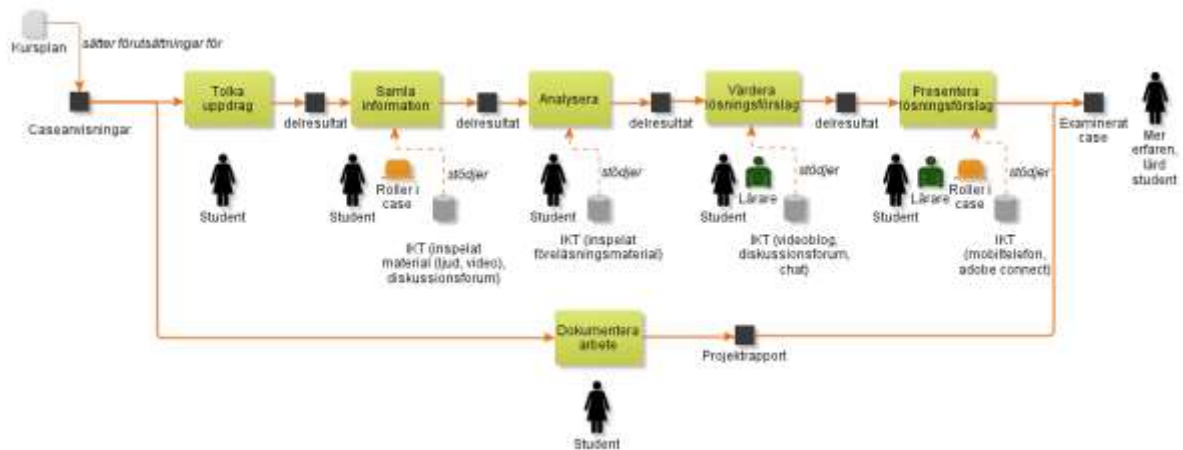 Kursplan
sätter förutsättningar för
Caseanvisningar
Tolka
uppdrag
delresultat
Samla
information
delresultat
Analysera
delresultat
Värdera
lösningsförslag
delresultat
Presentera
lösningsförslag
Examinerat
case
Mer
erfaren,
lärd
student
Student
Student
Roller i
case
stödjer
IKT (inspelat
material (ljud, video),
diskussionsforum)
Student
stödjer
IKT (inspelat
föreläsningsmaterial)
Student
Lärare
stödjer
IKT (videoblog,
diskussionsforum,
chat)
Student
Lärare
Roller i
case
stödjer
IKT
(mobiltelefon,
adobe connect)
Dokumentera
arbete
Projektrapport
Student